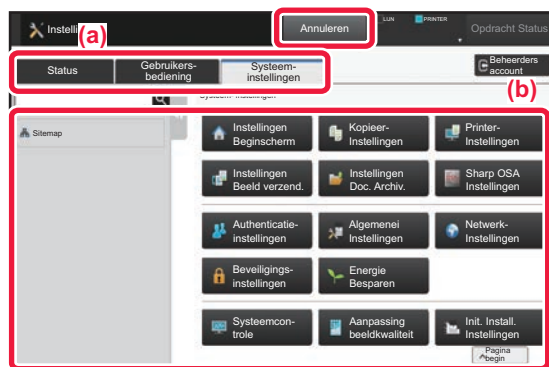 Instelli
(a)
Annuleren
LIJN
PRINTER
Opdracht Status
Status
Gebruikers-
bediening
Systeem-
instellingen
Beheerders
account
(b)
Sitemap
Instellingen
Beginscherm
Kopieer-
Instellingen
Printer-
Instellingen
Instellingen
Beeld verzend.
Instellingen
Doc. Archiv.
Sharp OSA
Instellingen
Authenticatie-
instellingen
Algemenei
Instellingen
Netwerk-
Instellingen
Beveiligings-
instellingen
Energie
Besparen
Systeemcon-
trole
Aanpassing
beeldkwaliteit
Init. Install.
Instellingen
Pagina
begin